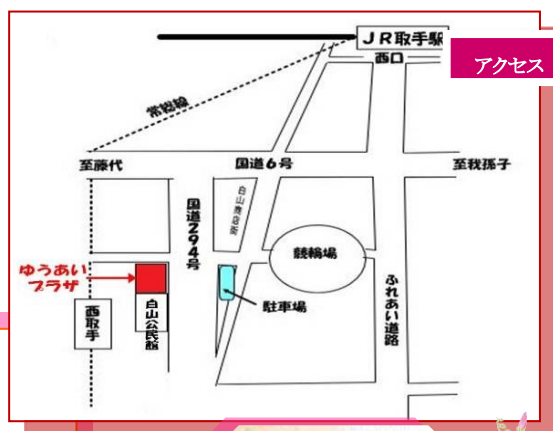 JR取手駅
西口
アクセス
常総線
至藤代
国道6号
至我孫子
白山商店街
国道294号
競輪場
ゆうあい
プラザ
駐車場
ふれあい道路
西取手
白山公民館